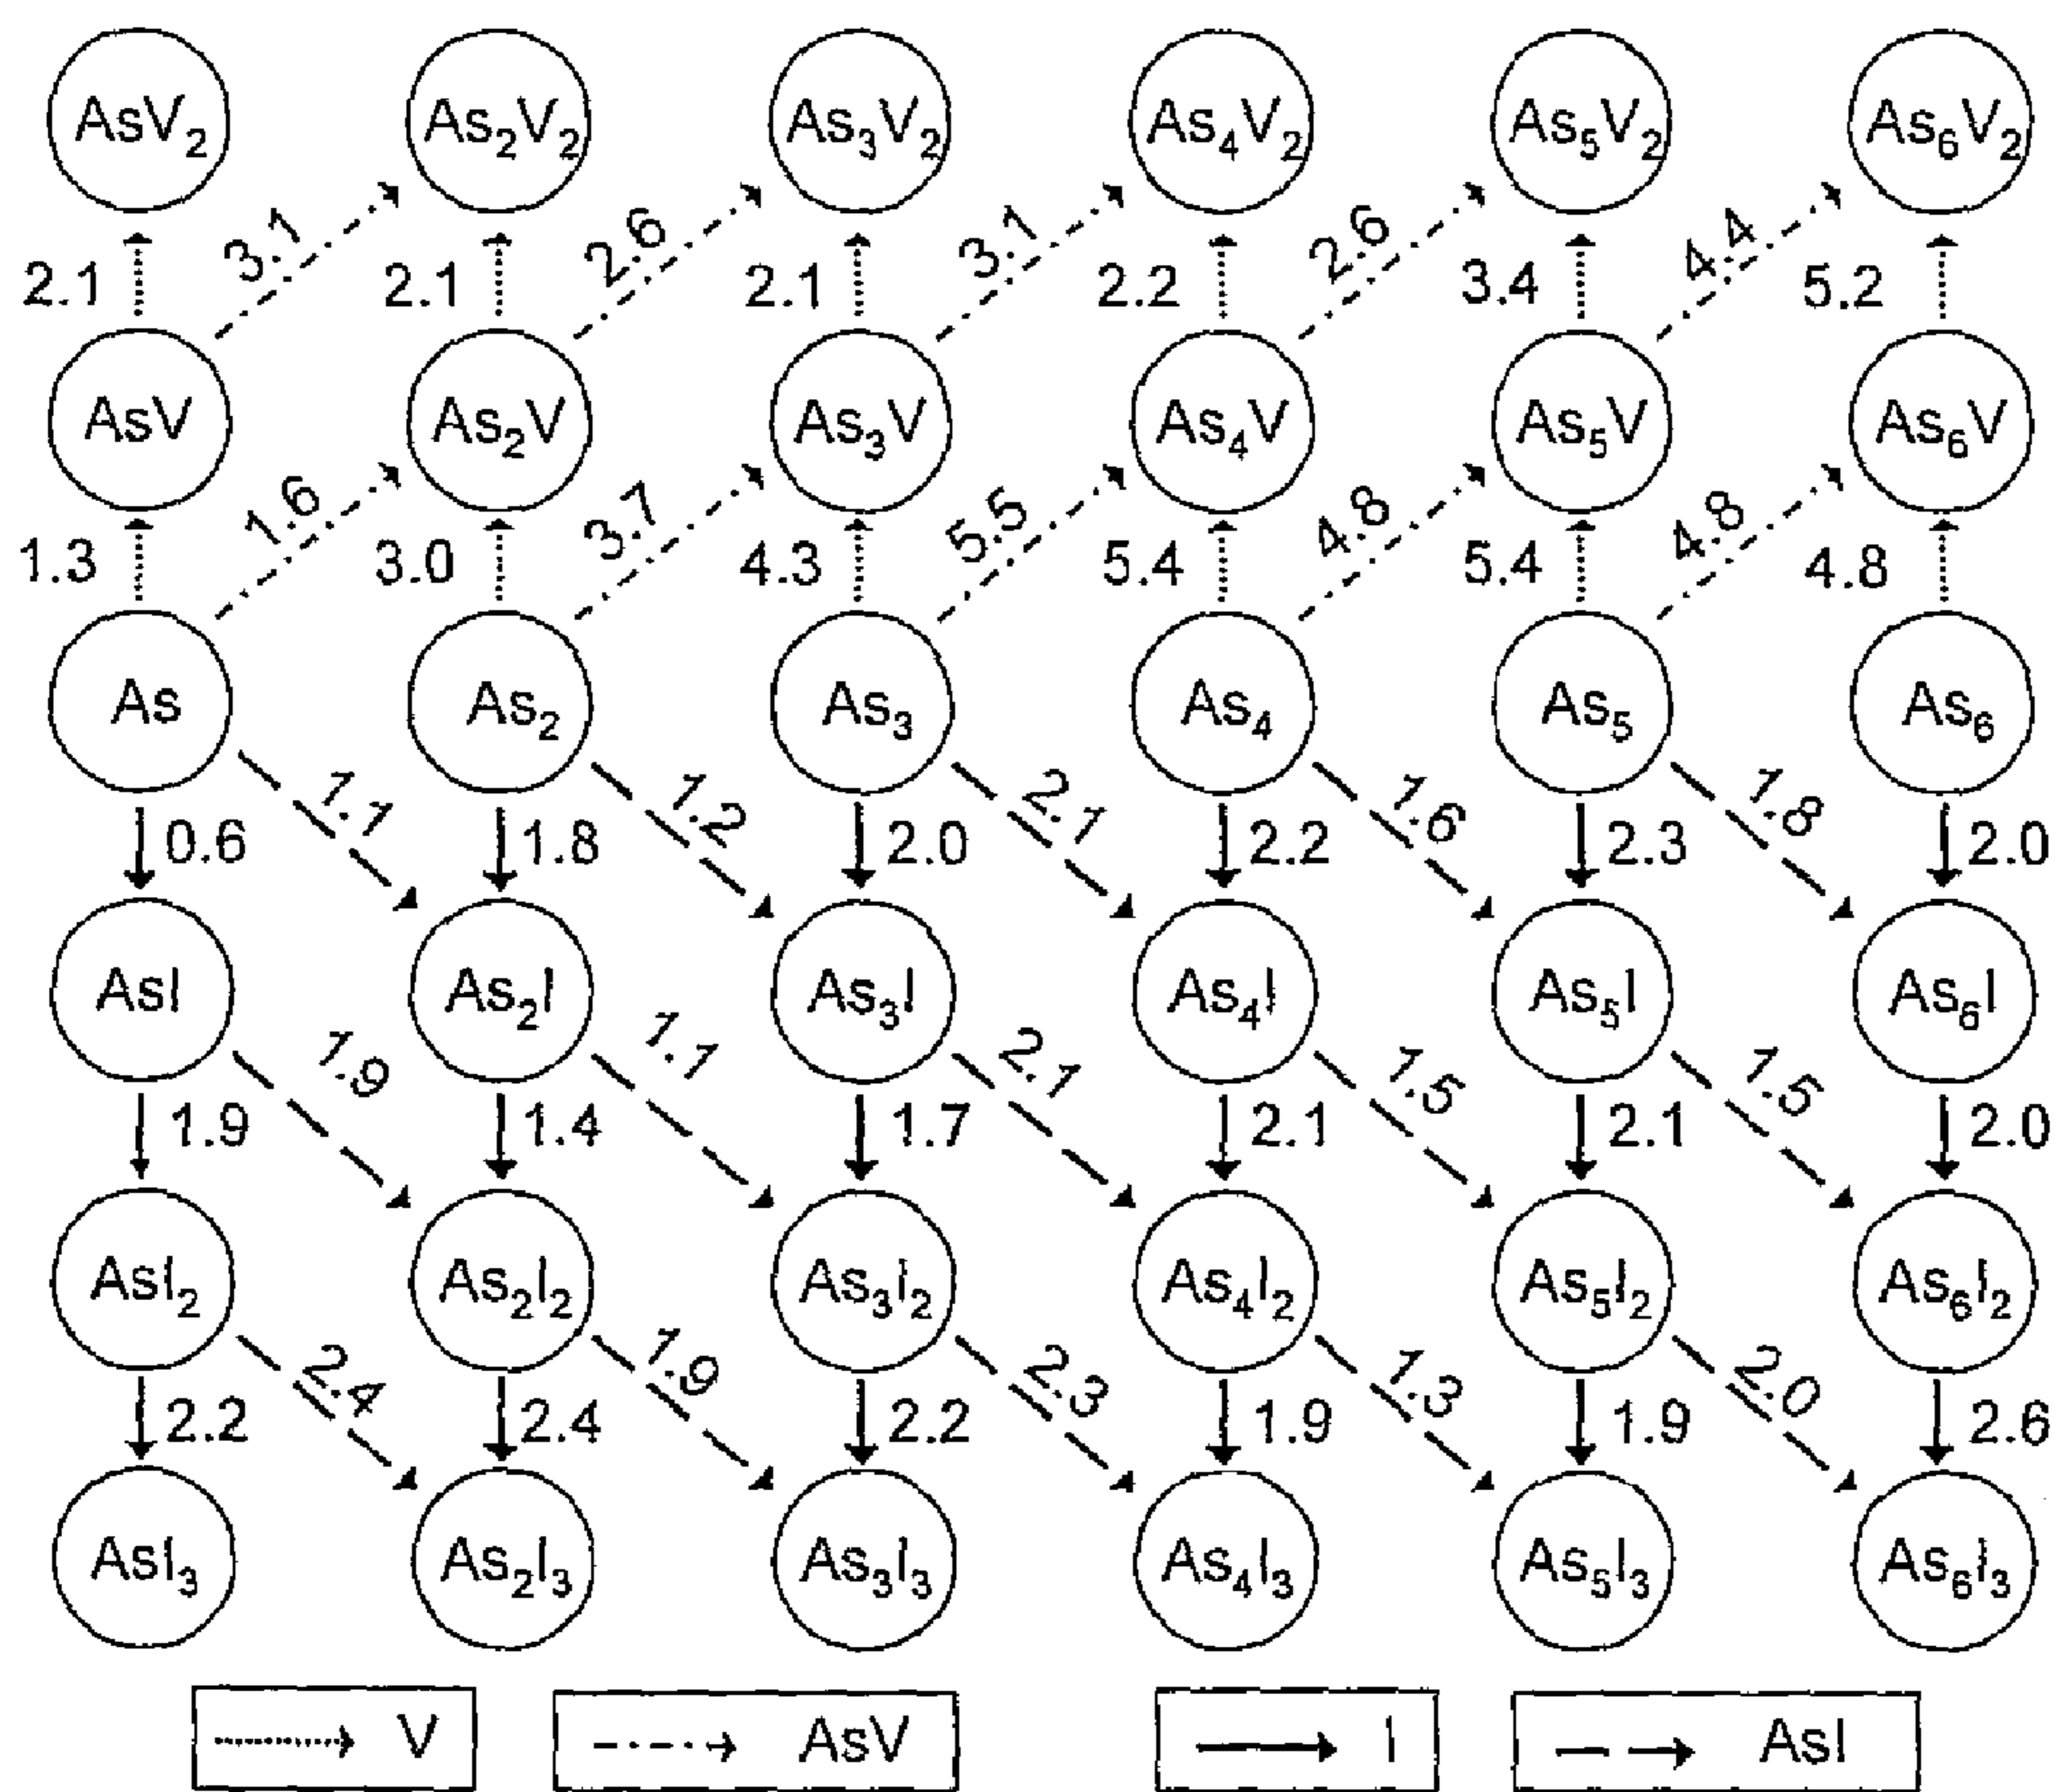 AsV₂ As₂V₂ As₃V₂ As₄V₂ As₅V₂ As₆V₂
3.1 2.6 3.1 2.6 4.4
2.1 2.1 2.1 2.2 3.4 5.2
AsV As₂V As₃V As₄V As₅V As₆V
1.6 3.7 5.5 4.8 4.8
1.3 3.0 4.3 5.4 5.4 4.8
As As₂ As₃ As₄ As₅ As₆
1.1 1.2 2.1 1.6 1.8
0.6 1.8 2.0 2.2 2.3 2.0
AsI As₂I As₃I As₄I As₅I As₆I
1.9 1.1 2.1 1.5 1.5
1.9 1.4 1.7 2.1 2.1 2.0
AsI₂ As₂I₂ As₃I₂ As₄I₂ As₅I₂ As₆I₂
2.4 1.9 2.3 1.3 2.0
2.2 2.4 2.2 1.9 1.9 2.6
AsI₃ As₂I₃ As₃I₃ As₄I₃ As₅I₃ As₆I₃
V AsV I AsI